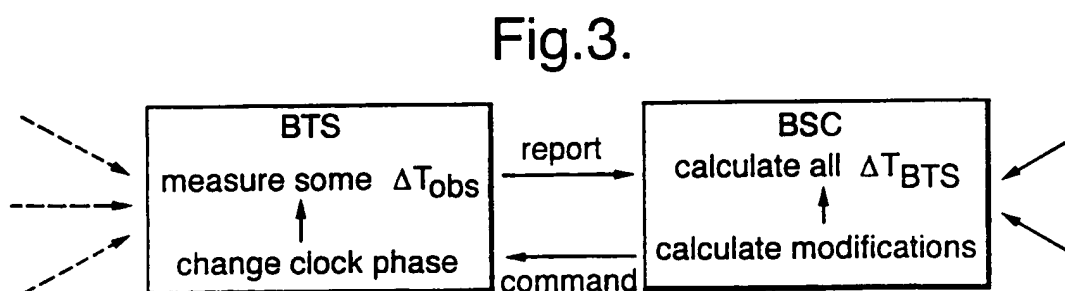 Fig.3.
BTS
measure some ΔTobs
change clock phase
report
command
BSC
calculate all ΔTBTS
calculate modifications